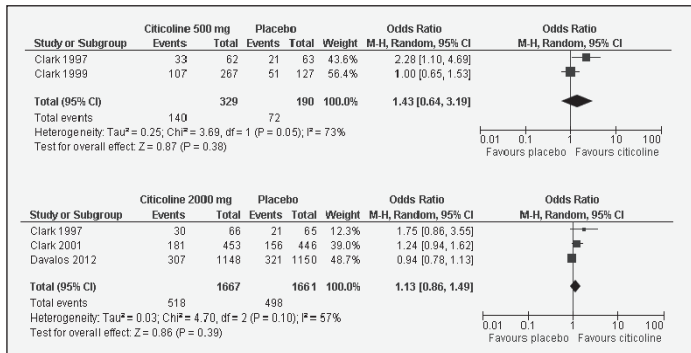 Citicoline 500 mg Placebo Odds Ratio Odds Ratio
Study or Subgroup Events Total Events Total Weight M-H, Random, 95% CI M-H, Random, 95% CI
Clark 1997 33 62 21 63 43.6% 2.28 [1.10, 4.69]
Clark 1999 107 267 51 127 56.4% 1.00 [0.65, 1.53]
Total (95% CI) 329 190 100.0% 1.43 [0.64, 3.19]
Total events 140 72
Heterogeneity: Tau² = 0.25; Chi² = 3.69, df = 1 (P = 0.05); I² = 73%
Test for overall effect: Z = 0.87 (P = 0.38)
0.01 0.1 1 10 100
Favours placebo Favours citicoline
Citicoline 2000 mg Placebo Odds Ratio Odds Ratio
Study or Subgroup Events Total Events Total Weight M-H, Random, 95% CI M-H, Random, 95% CI
Clark 1997 30 66 21 65 12.3% 1.75 [0.86, 3.55]
Clark 2001 181 453 156 446 39.0% 1.24 [0.94, 1.62]
Davalos 2012 307 1148 321 1150 48.7% 0.94 [0.78, 1.13]
Total (95% CI) 1667 1661 100.0% 1.13 [0.86, 1.49]
Total events 518 498
Heterogeneity: Tau² = 0.03; Chi² = 4.70, df = 2 (P = 0.10); I² = 57%
Test for overall effect: Z = 0.86 (P = 0.39)
0.01 0.1 1 10 100
Favours placebo Favours citicoline